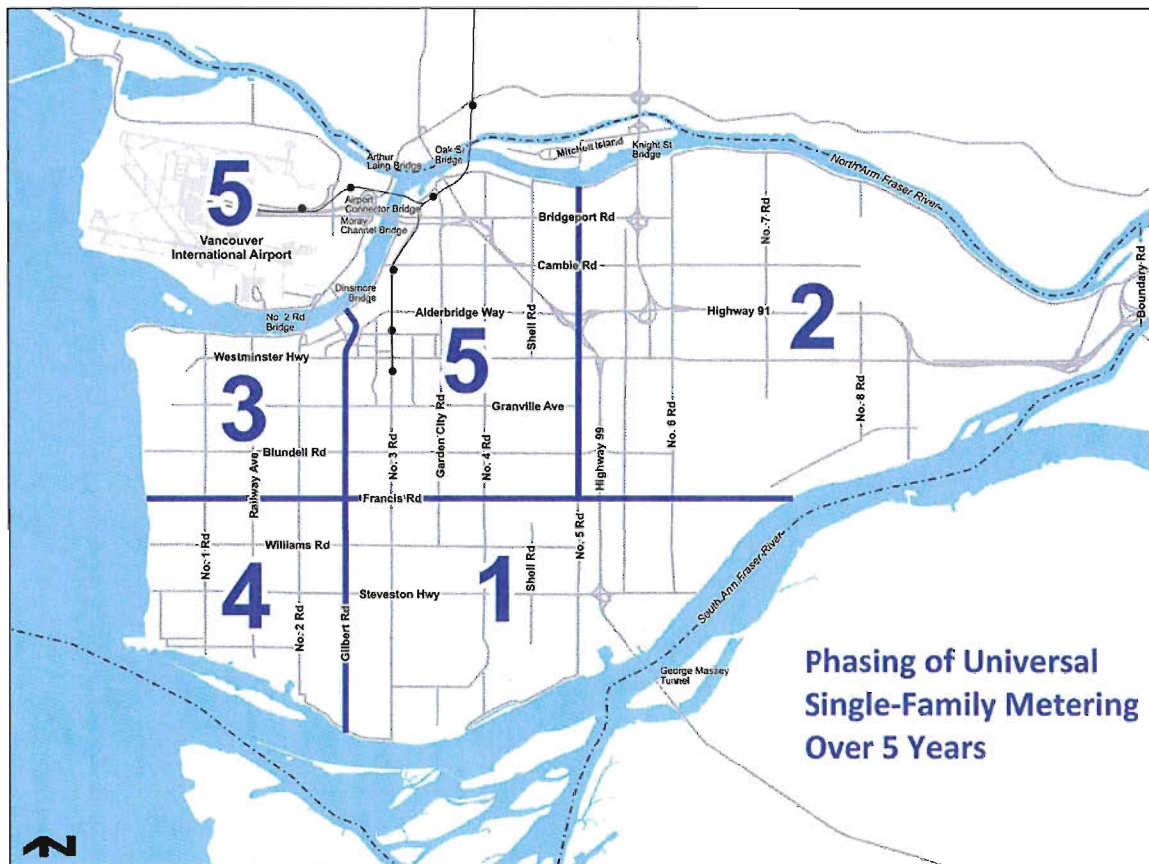 Arthur
Laing Bridge
Oak St
Bridge
Mitchell Island
Knight St
Bridge
North Arm Fraser River
5
Airport
Connector Bridge
Moray
Channel Bridge
Vancouver
International Airport
Bridgeport Rd
No. 7 Rd
Boundary Rd
Cambie Rd
Dinsmore
Bridge
No. 2 Rd
Bridge
Alderbridge Way
Shell Rd
Highway 91
2
Westminster Hwy
5
3
Granville Ave
Garden City Rd
No. 3 Rd
No. 4 Rd
Highway 99
No. 6 Rd
No. 8 Rd
Blundell Rd
Railway Ave
Francis Rd
Williams Rd
No. 1 Rd
No. 5 Rd
Shell Rd
4
1
Steveston Hwy
No. 2 Rd
Gilbert Rd
South Arm Fraser River
George Massey
Tunnel
Phasing of Universal
Single-Family Metering
Over 5 Years
N